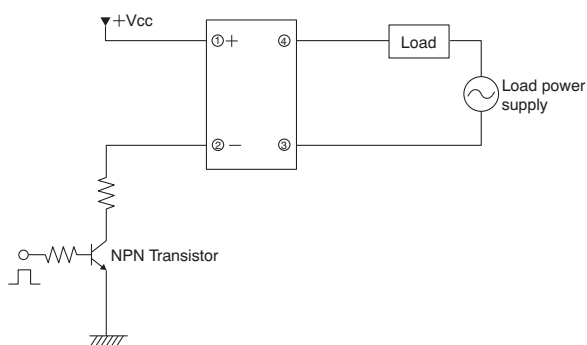 +Vcc
①+
④
Load
Load power
supply
②−
③
NPN Transistor